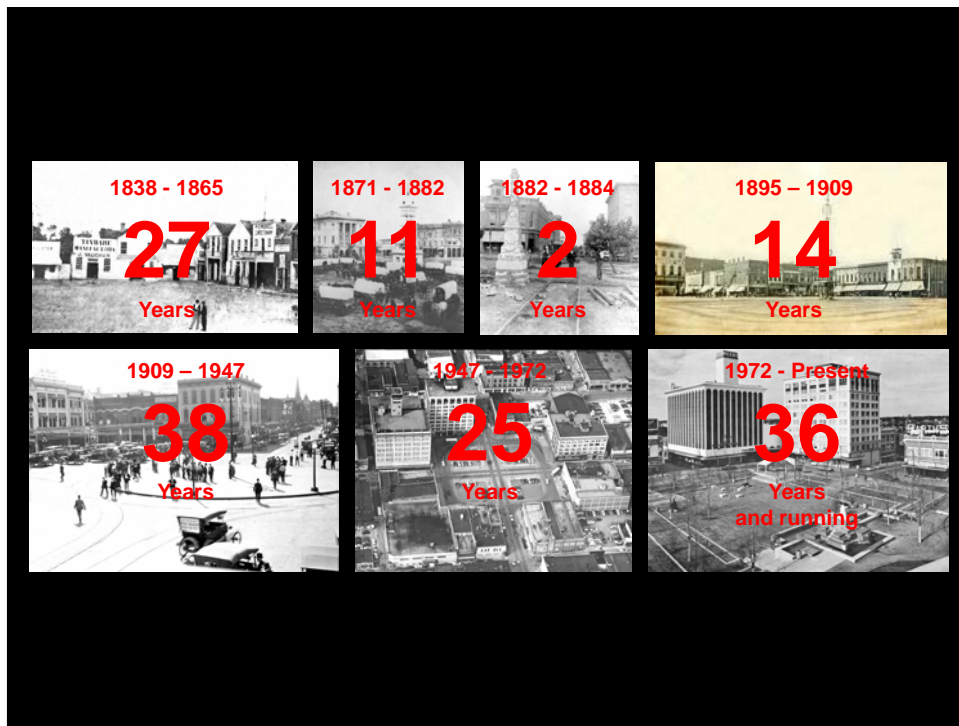 1838 - 1865
27
Years
1871 - 1882
11
Years
1882 - 1884
2
Years
1895 – 1909
14
Years
1909 – 1947
38
Years
1947 - 1972
25
Years
1972 - Present
36
Years
and running